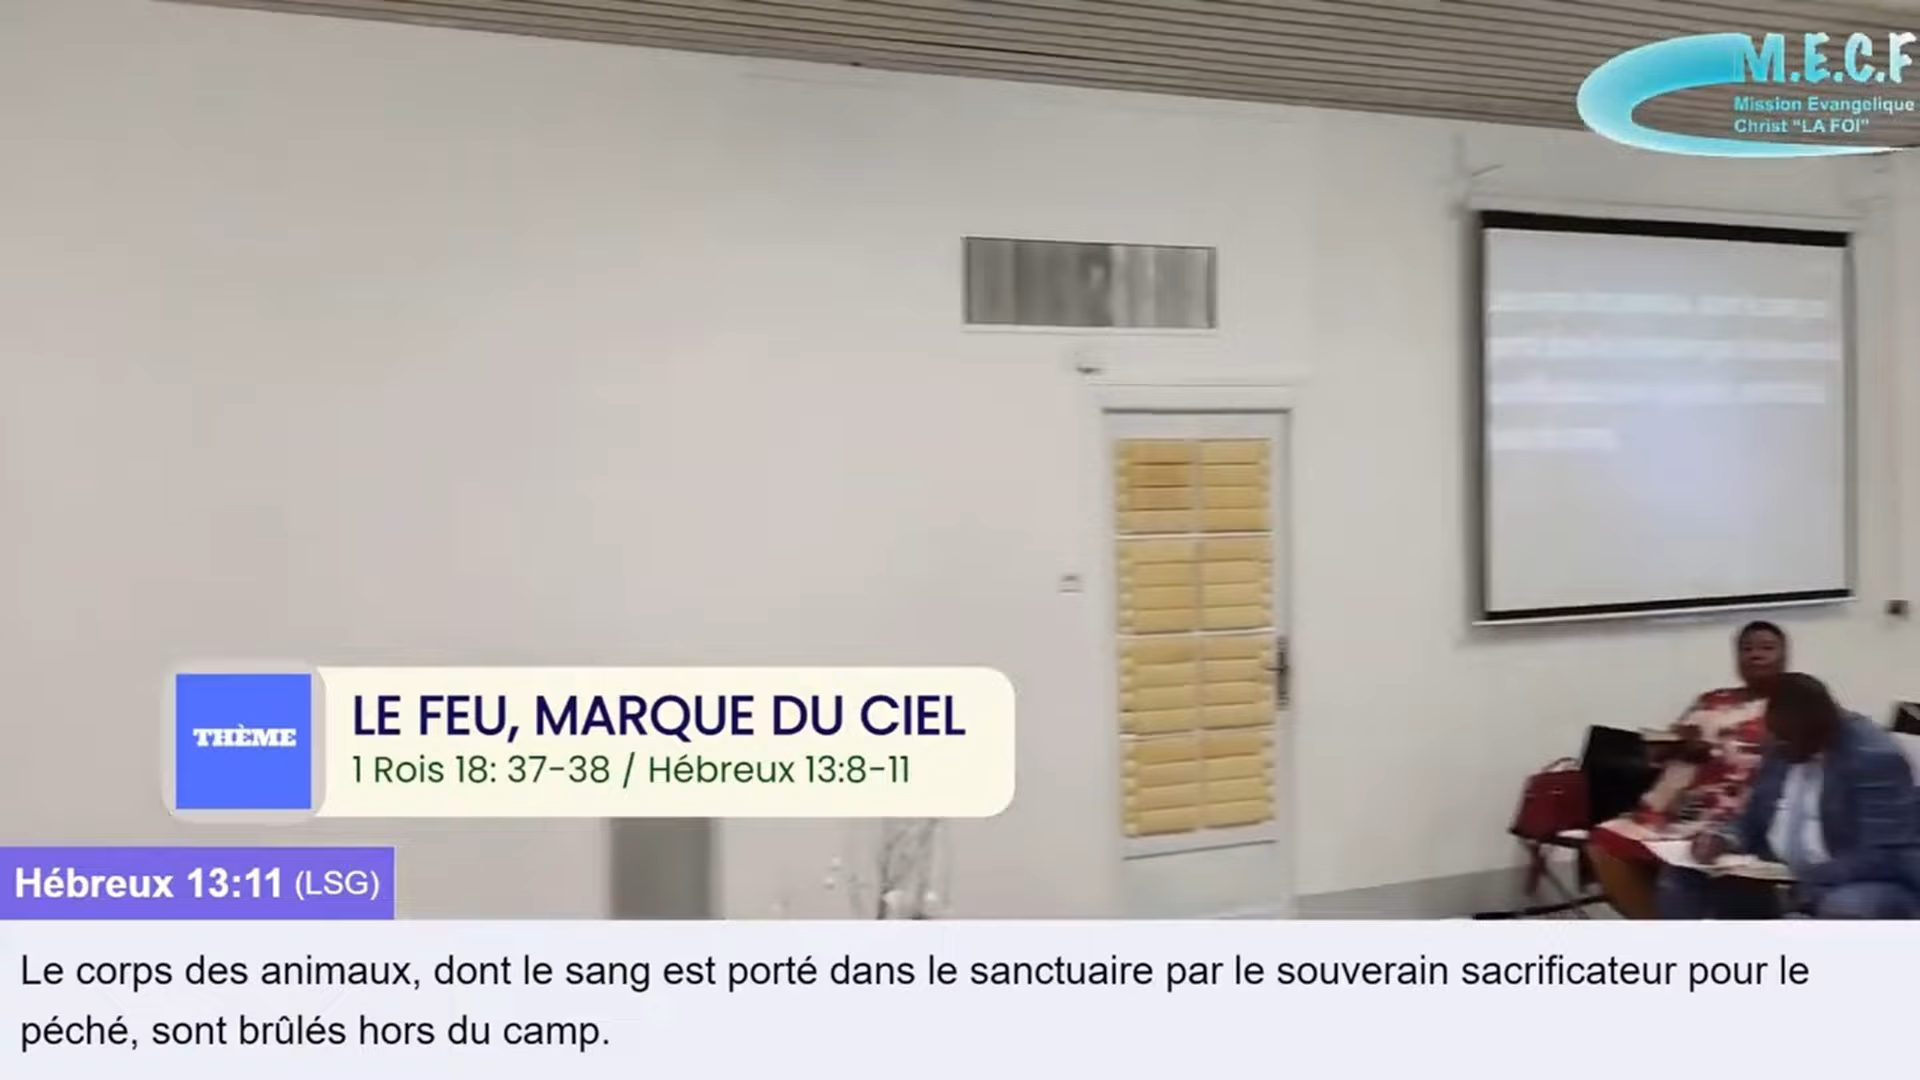 M.E.C.F
Mission Evangelique
Christ "LA FOI"
THÈME
LE FEU, MARQUE DU CIEL
1 Rois 18: 37-38 / Hébreux 13:8-11
Hébreux 13:11 (LSG)
Le corps des animaux, dont le sang est porté dans le sanctuaire par le souverain sacrificateur pour le
péché, sont brûlés hors du camp.